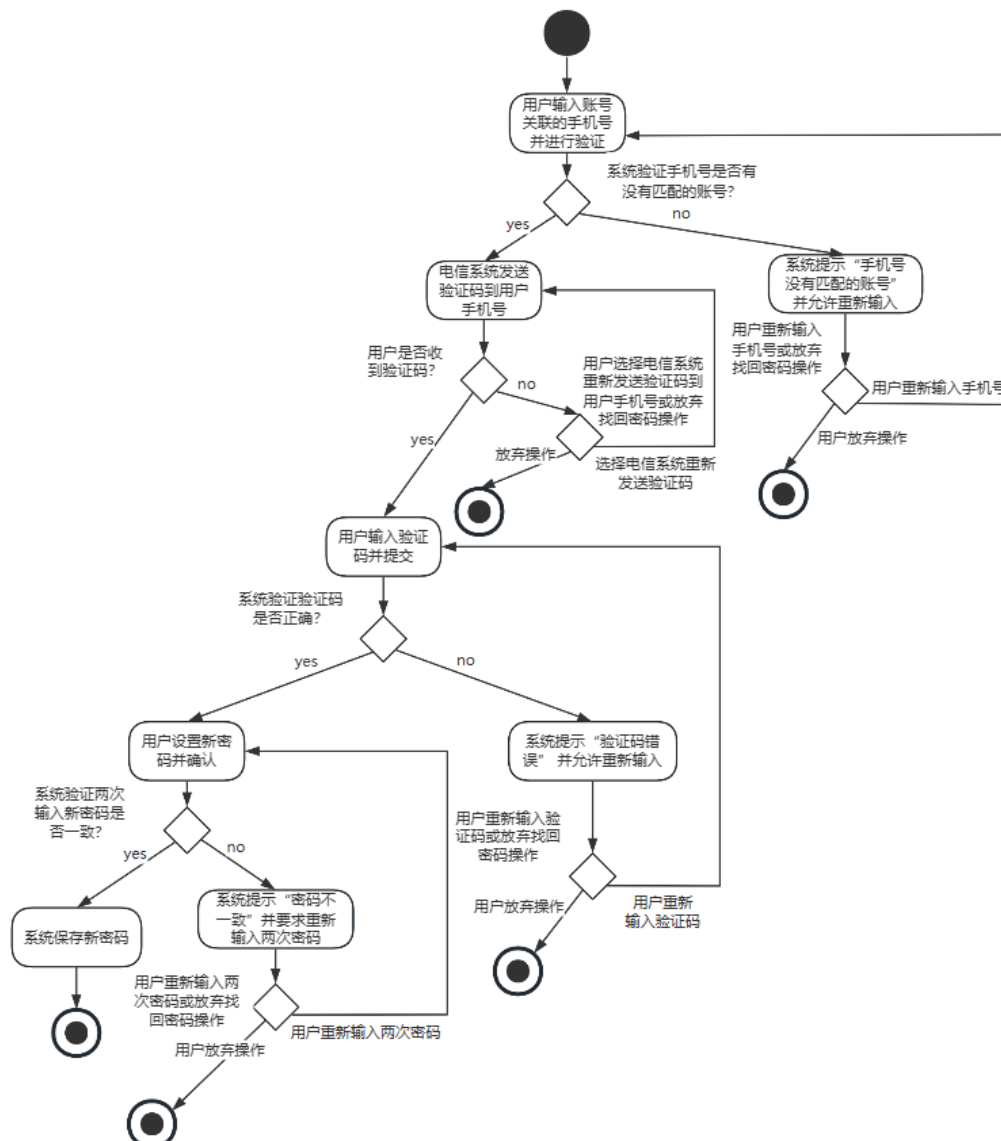 用户输入账号
关联的手机号
并进行验证
系统验证手机号是否有
没有匹配的账号？
yes
no
电信系统发送
验证码到用户
手机号
系统提示“手机号
没有匹配的账号”
并允许重新输入
用户是否收
到验证码？
用户选择电信系统
重新发送验证码到
用户手机号或放弃
找回密码操作
用户重新输入
手机号或放弃
找回密码操作
no
用户重新输入手机号
yes
放弃操作
选择电信系统重新
发送验证码
用户放弃操作
用户输入验证
码并提交
系统验证验证码
是否正确？
yes
no
用户设置新密
码并确认
系统提示“验证码错
误” 并允许重新输入
系统验证两次
输入新密码是
否一致？
yes
no
用户重新输入验
证码或放弃找回
密码操作
系统保存新密码
系统提示“密码不
一致”并要求重新
输入两次密码
用户放弃操作
用户重新
输入验证码
用户重新输入两
次密码或放弃找
回密码操作
用户重新输入两次密码
用户放弃操作